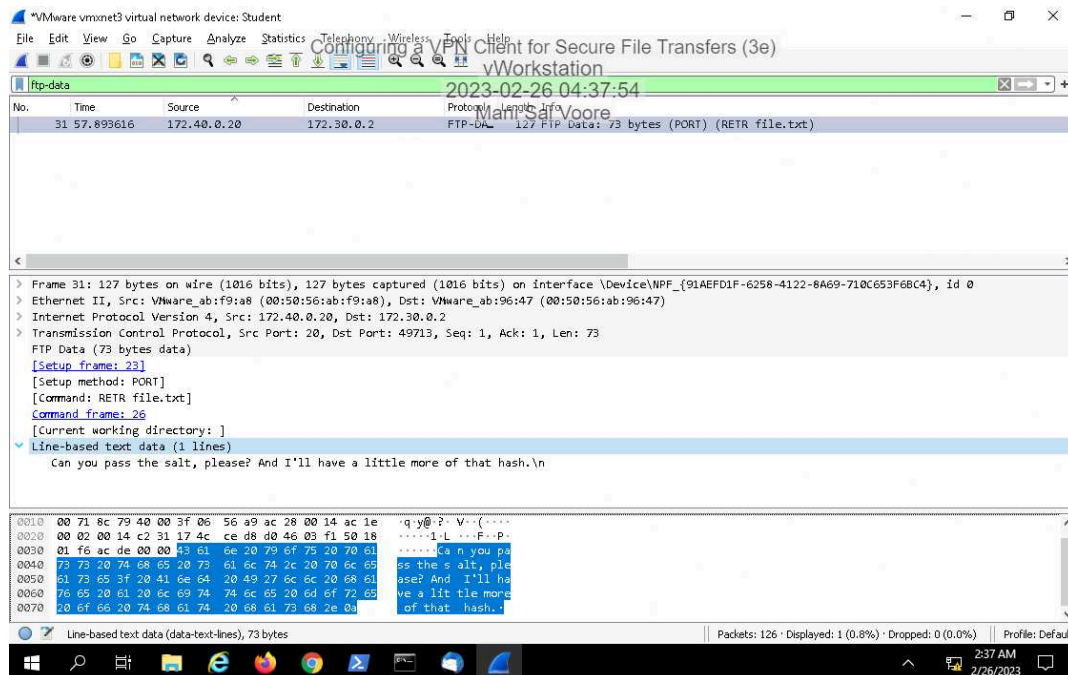 *VMware vmxnet3 virtual network device: Student
File Edit View Go Capture Analyze Statistics Telephony Wireless Tools Help
Configuring a VPN Client for Secure File Transfers (3e)
vWorkstation
2023-02-26 04:37:54
Mani Sai Voore
ftp-data
No. Time Source Destination Protocol Length Info
31 57.893616 172.40.0.20 172.30.0.2 FTP-DA… 127 FTP Data: 73 bytes (PORT) (RETR file.txt)
Frame 31: 127 bytes on wire (1016 bits), 127 bytes captured (1016 bits) on interface \Device\NPF_{91AEFD1F-6258-4122-8A69-710C653F6BC4}, id 0
Ethernet II, Src: VMware_ab:f9:a8 (00:50:56:ab:f9:a8), Dst: VMware_ab:96:47 (00:50:56:ab:96:47)
Internet Protocol Version 4, Src: 172.40.0.20, Dst: 172.30.0.2
Transmission Control Protocol, Src Port: 20, Dst Port: 49713, Seq: 1, Ack: 1, Len: 73
FTP Data (73 bytes data)
[Setup frame: 23]
[Setup method: PORT]
[Command: RETR file.txt]
Command frame: 26
[Current working directory: ]
Line-based text data (1 lines)
Can you pass the salt, please? And I'll have a little more of that hash.\n
0010 00 71 8c 79 40 00 3f 06 56 a9 ac 28 00 14 ac 1e ·q·y@·?· V··(····
0020 00 02 00 14 c2 31 17 4c ce d8 d0 46 03 f1 50 18 ·····1·L ···F··P·
0030 01 f6 ac de 00 00 43 61 6e 20 79 6f 75 20 70 61 ······Ca n you pa
0040 73 73 20 74 68 65 20 73 61 6c 74 2c 20 70 6c 65 ss the s alt, ple
0050 61 73 65 3f 20 41 6e 64 20 49 27 6c 6c 20 68 61 ase? And I'll ha
0060 76 65 20 61 20 6c 69 74 74 6c 65 20 6d 6f 72 65 ve a lit tle more
0070 20 6f 66 20 74 68 61 74 20 68 61 73 68 2e 0a of that hash.·
Line-based text data (data-text-lines), 73 bytes
Packets: 126 · Displayed: 1 (0.8%) · Dropped: 0 (0.0%)
Profile: Defau
2:37 AM
2/26/2023